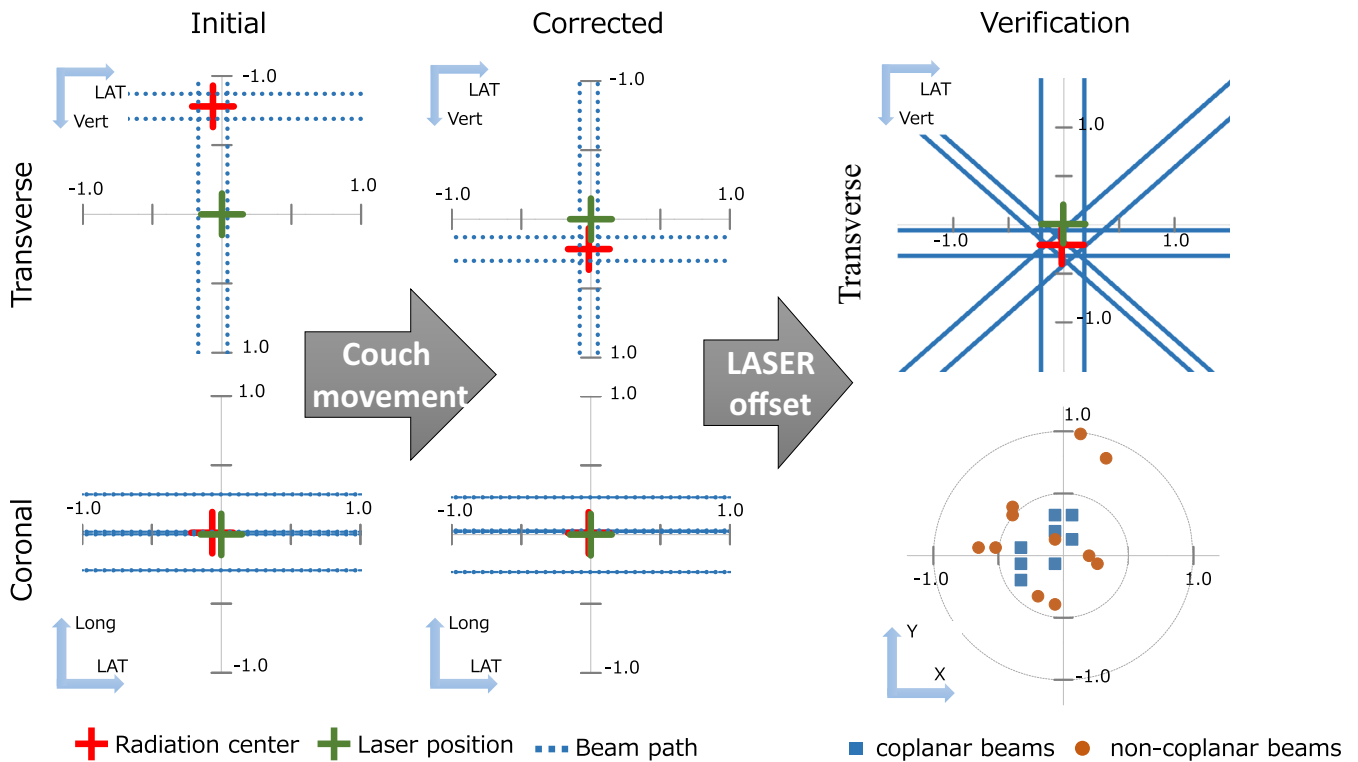 Initial
Corrected
Verification
Transverse
LAT
Vert
-1.0
-1.0
1.0
1.0
LAT
Vert
-1.0
-1.0
1.0
1.0
Transverse
LAT
Vert
1.0
-1.0
1.0
-1.0
Couch
movement
LASER
offset
Coronal
1.0
-1.0
1.0
-1.0
Long
LAT
1.0
-1.0
1.0
-1.0
Long
LAT
1.0
-1.0
1.0
-1.0
Y
X
Radiation center
Laser position
Beam path
coplanar beams
non-coplanar beams